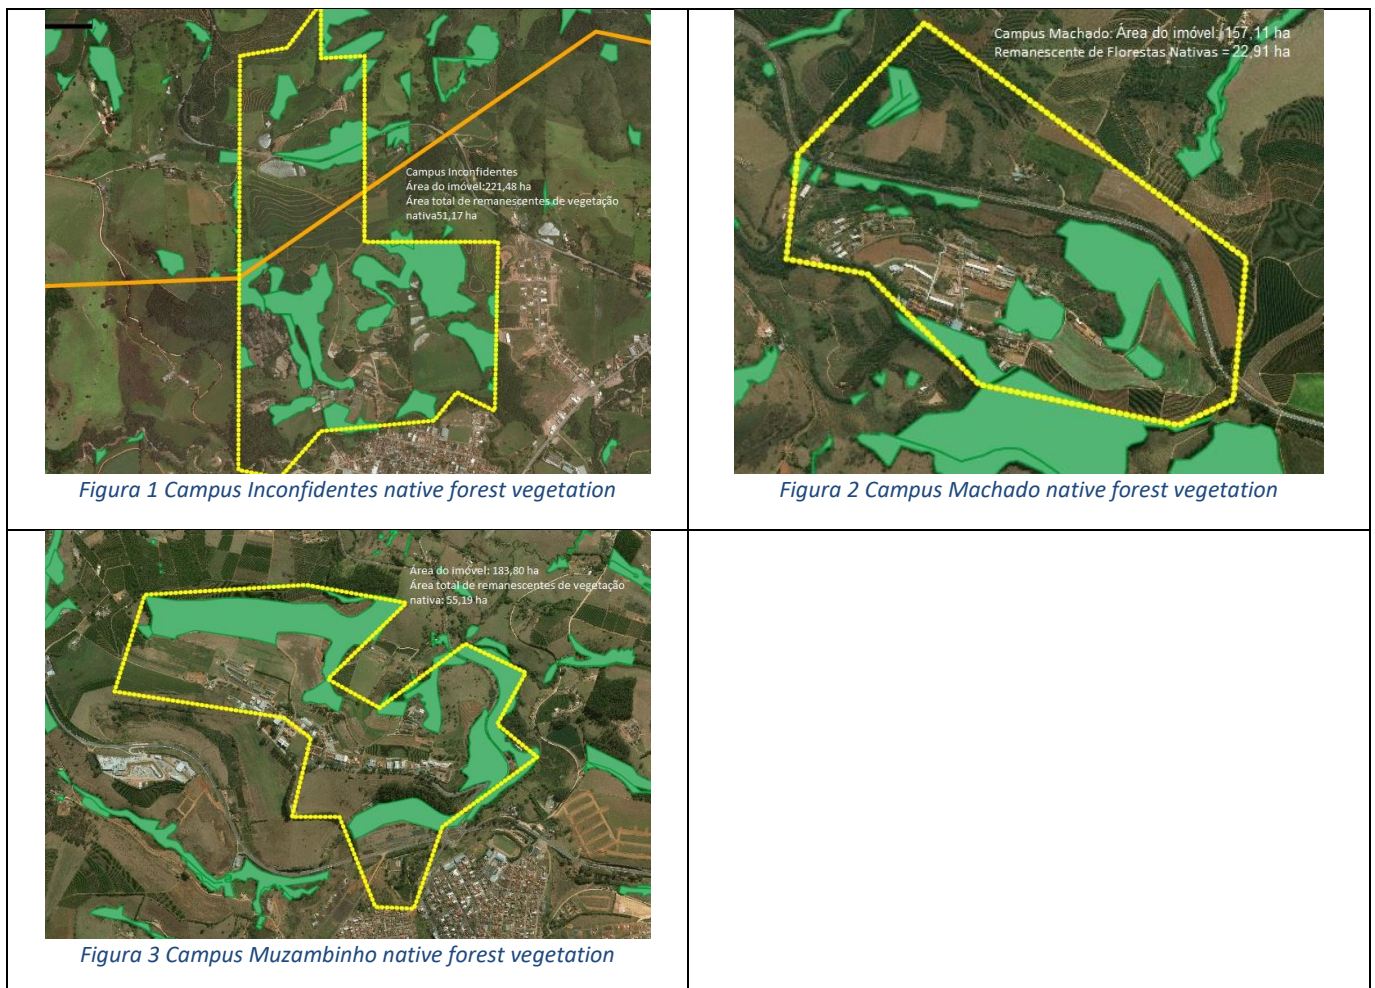 Campus Inconfidentes
Área do imóvel:221,48 ha
Área total de remanescentes de vegetação
nativa51,17 ha
Figura 1 Campus Inconfidentes native forest vegetation
Campus Machado: Área do imóvel: 157,11 ha
Remanescente de Florestas Nativas = 22,91 ha
Figura 2 Campus Machado native forest vegetation
Área do imóvel: 183,80 ha
Área total de remanescentes de vegetação
nativa: 55,19 ha
Figura 3 Campus Muzambinho native forest vegetation